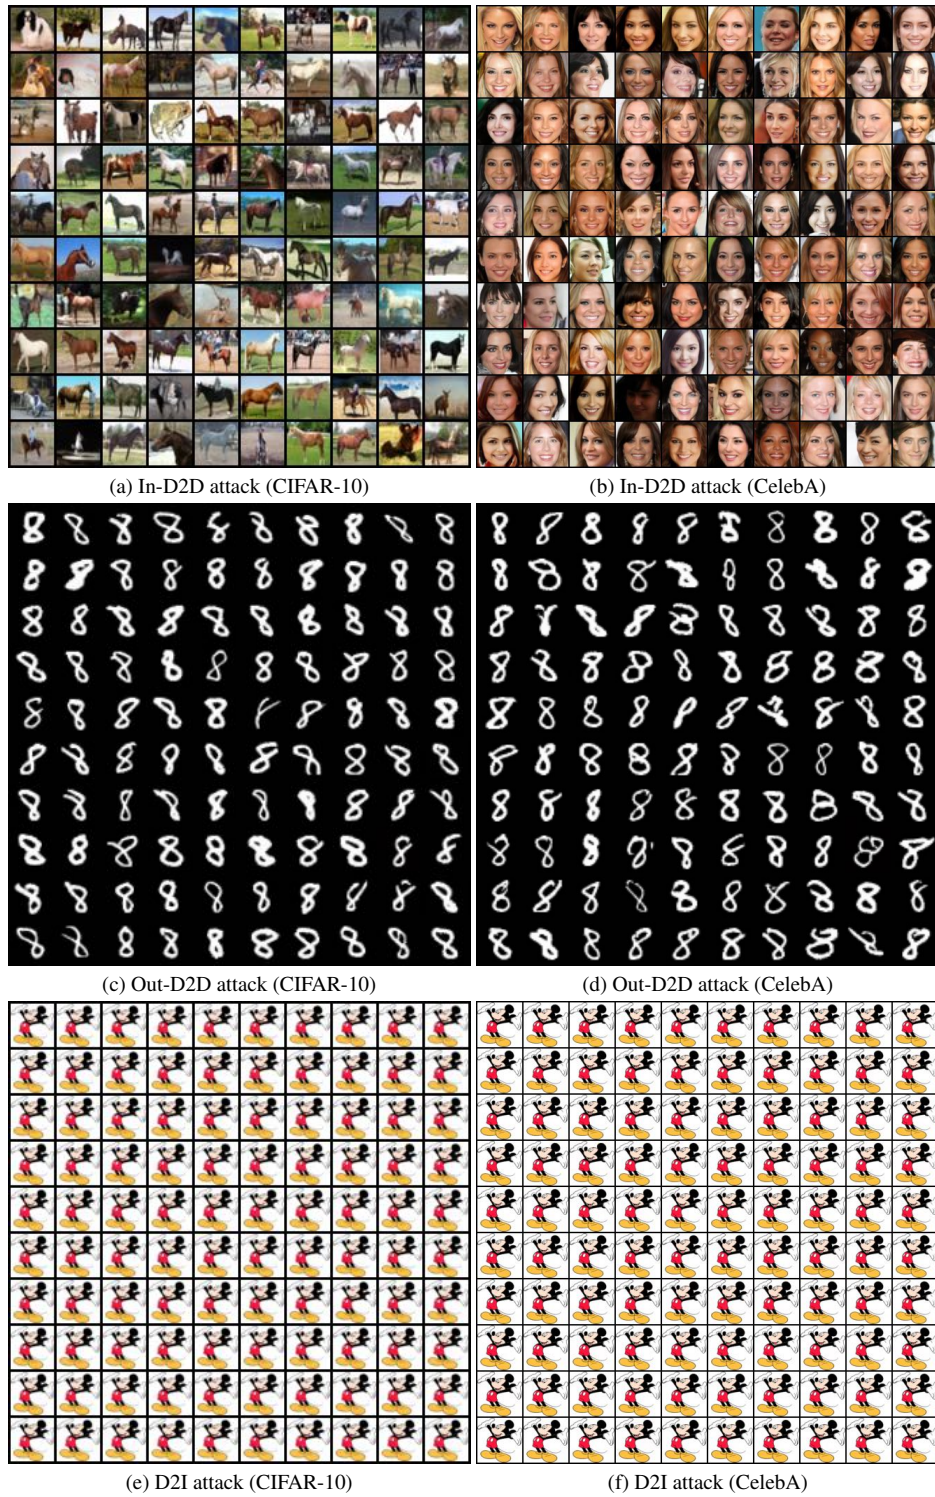 (a) In-D2D attack (CIFAR-10)
(b) In-D2D attack (CelebA)
(c) Out-D2D attack (CIFAR-10)
(d) Out-D2D attack (CelebA)
(e) D2I attack (CIFAR-10)
(f) D2I attack (CelebA)